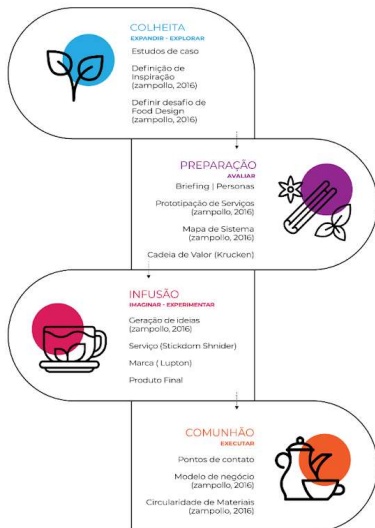 COLHEITA
EXPANDIR - EXPLORAR
Estudos de caso
Definição de
Inspiração
(zampollo, 2016)
Definir desafio de
Food Design
(zampollo, 2016)
PREPARAÇÃO
AVALIAR
Briefing | Personas
Prototipação de Serviços
(zampollo, 2016)
Mapa de Sistema
(zampollo, 2016)
Cadeia de Valor (Krucken)
INFUSÃO
IMAGINAR - EXPERIMENTAR
Geração de ideias
(zampollo, 2016)
Serviço (Stickdorn Shnider)
Marca ( Lupton)
Produto Final
COMUNHÃO
EXECUTAR
Pontos de contato
Modelo de negócio
(zampollo, 2016)
Circularidade de Materiais
(zampollo, 2016)